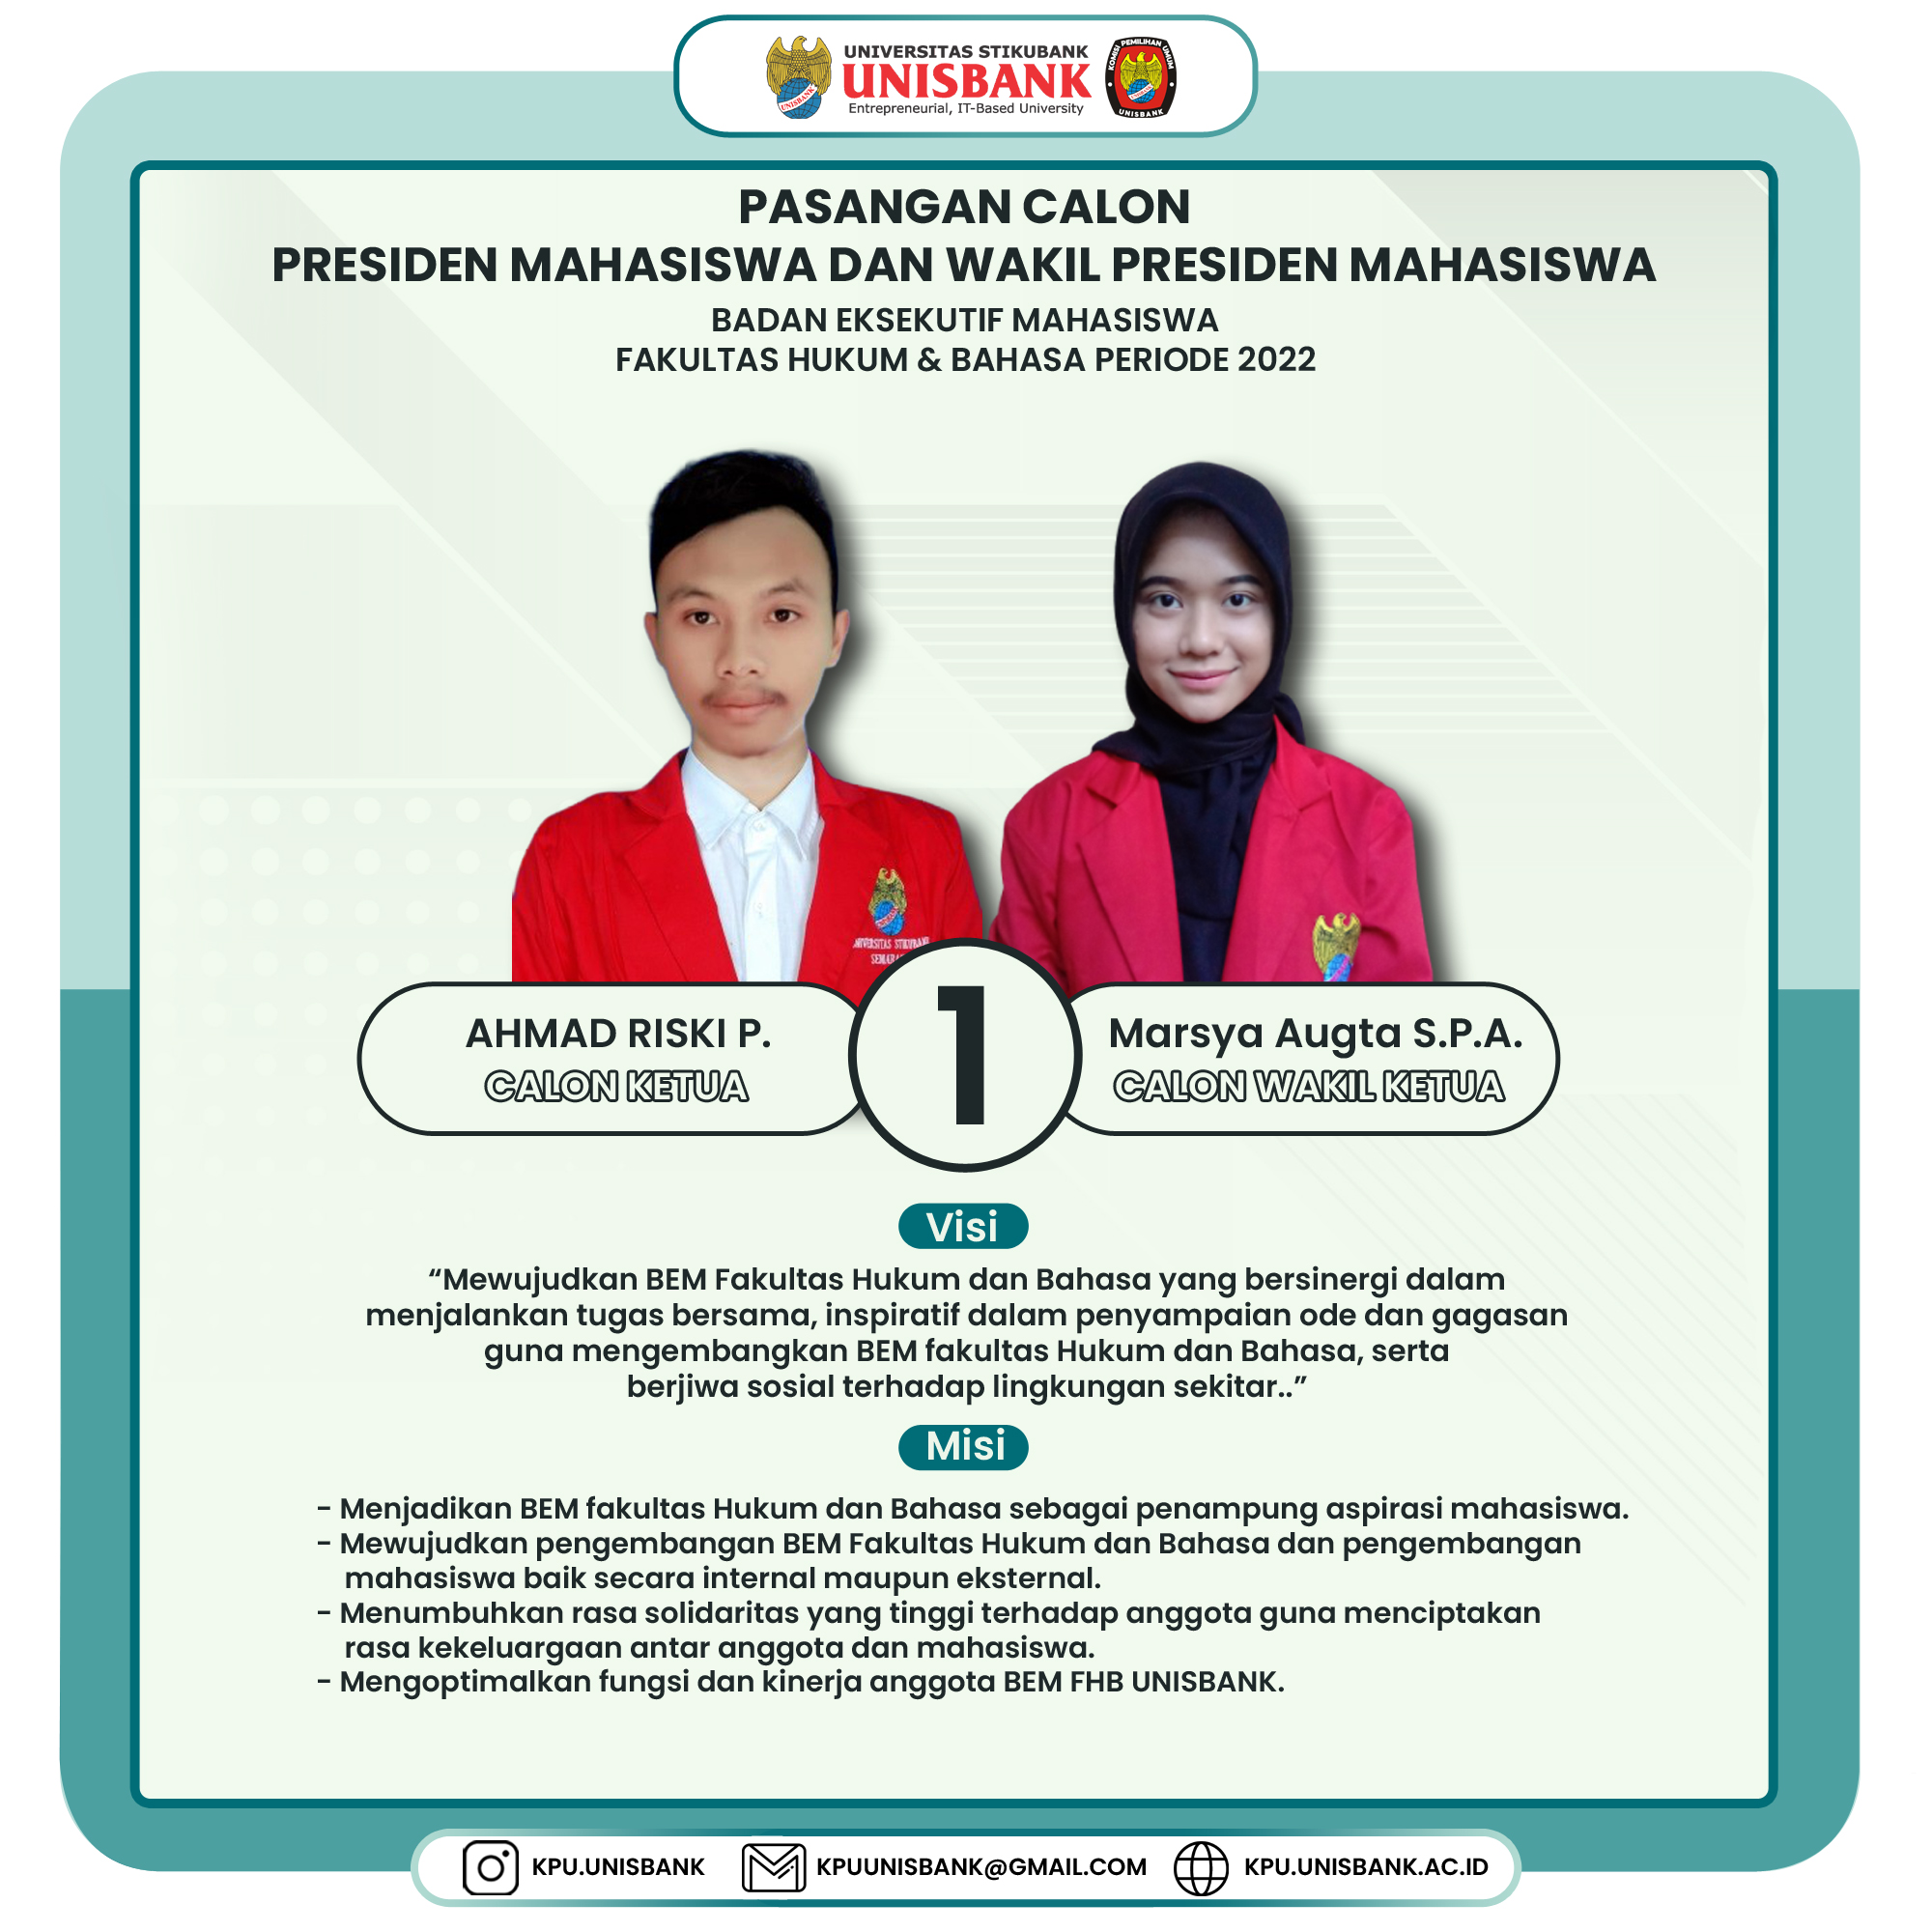 UNIVERSITAS STIKUBANK
UNISBANK
Entrepreneurial, IT-Based University
UNISBANK
KOMISI PEMILIHAN UMUM
UNISBANK
PASANGAN CALON
PRESIDEN MAHASISWA DAN WAKIL PRESIDEN MAHASISWA
BADAN EKSEKUTIF MAHASISWA
FAKULTAS HUKUM & BAHASA PERIODE 2022
STIKUBANK
AHMAD RISKI P.
CALON KETUA
1
Marsya Augta S.P.A.
CALON WAKIL KETUA
Visi
“Mewujudkan BEM Fakultas Hukum dan Bahasa yang bersinergi dalam
menjalankan tugas bersama, inspiratif dalam penyampaian ode dan gagasan
guna mengembangkan BEM fakultas Hukum dan Bahasa, serta
berjiwa sosial terhadap lingkungan sekitar..”
Misi
- Menjadikan BEM fakultas Hukum dan Bahasa sebagai penampung aspirasi mahasiswa.
- Mewujudkan pengembangan BEM Fakultas Hukum dan Bahasa dan pengembangan
mahasiswa baik secara internal maupun eksternal.
- Menumbuhkan rasa solidaritas yang tinggi terhadap anggota guna menciptakan
rasa kekeluargaan antar anggota dan mahasiswa.
- Mengoptimalkan fungsi dan kinerja anggota BEM FHB UNISBANK.
KPU.UNISBANK
KPUUNISBANK@GMAIL.COM
KPU.UNISBANK.AC.ID